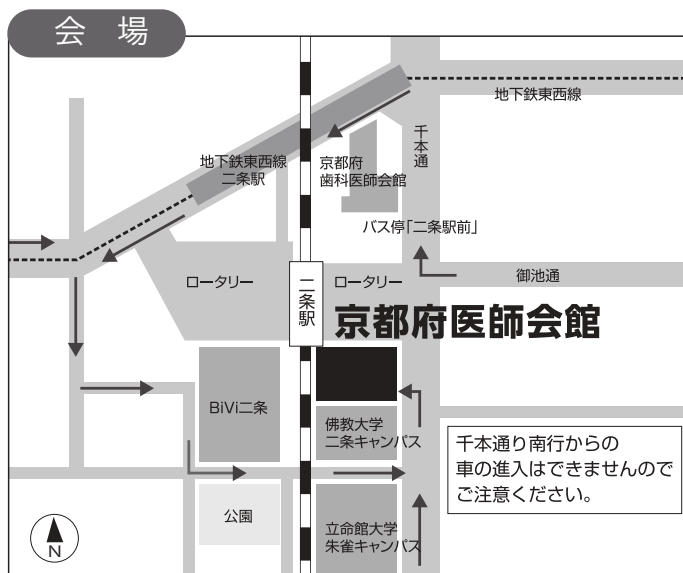 会 場
地下鉄東西線
千本通
地下鉄東西線
二条駅
京都府
歯科医師会館
バス停「二条駅前」
ロータリー
二条駅
ロータリー
御池通
京都府医師会館
BiVi二条
佛教大学
二条キャンパス
千本通り南行からの
車の進入はできませんので
ご注意ください。
公園
立命館大学
朱雀キャンパス
N